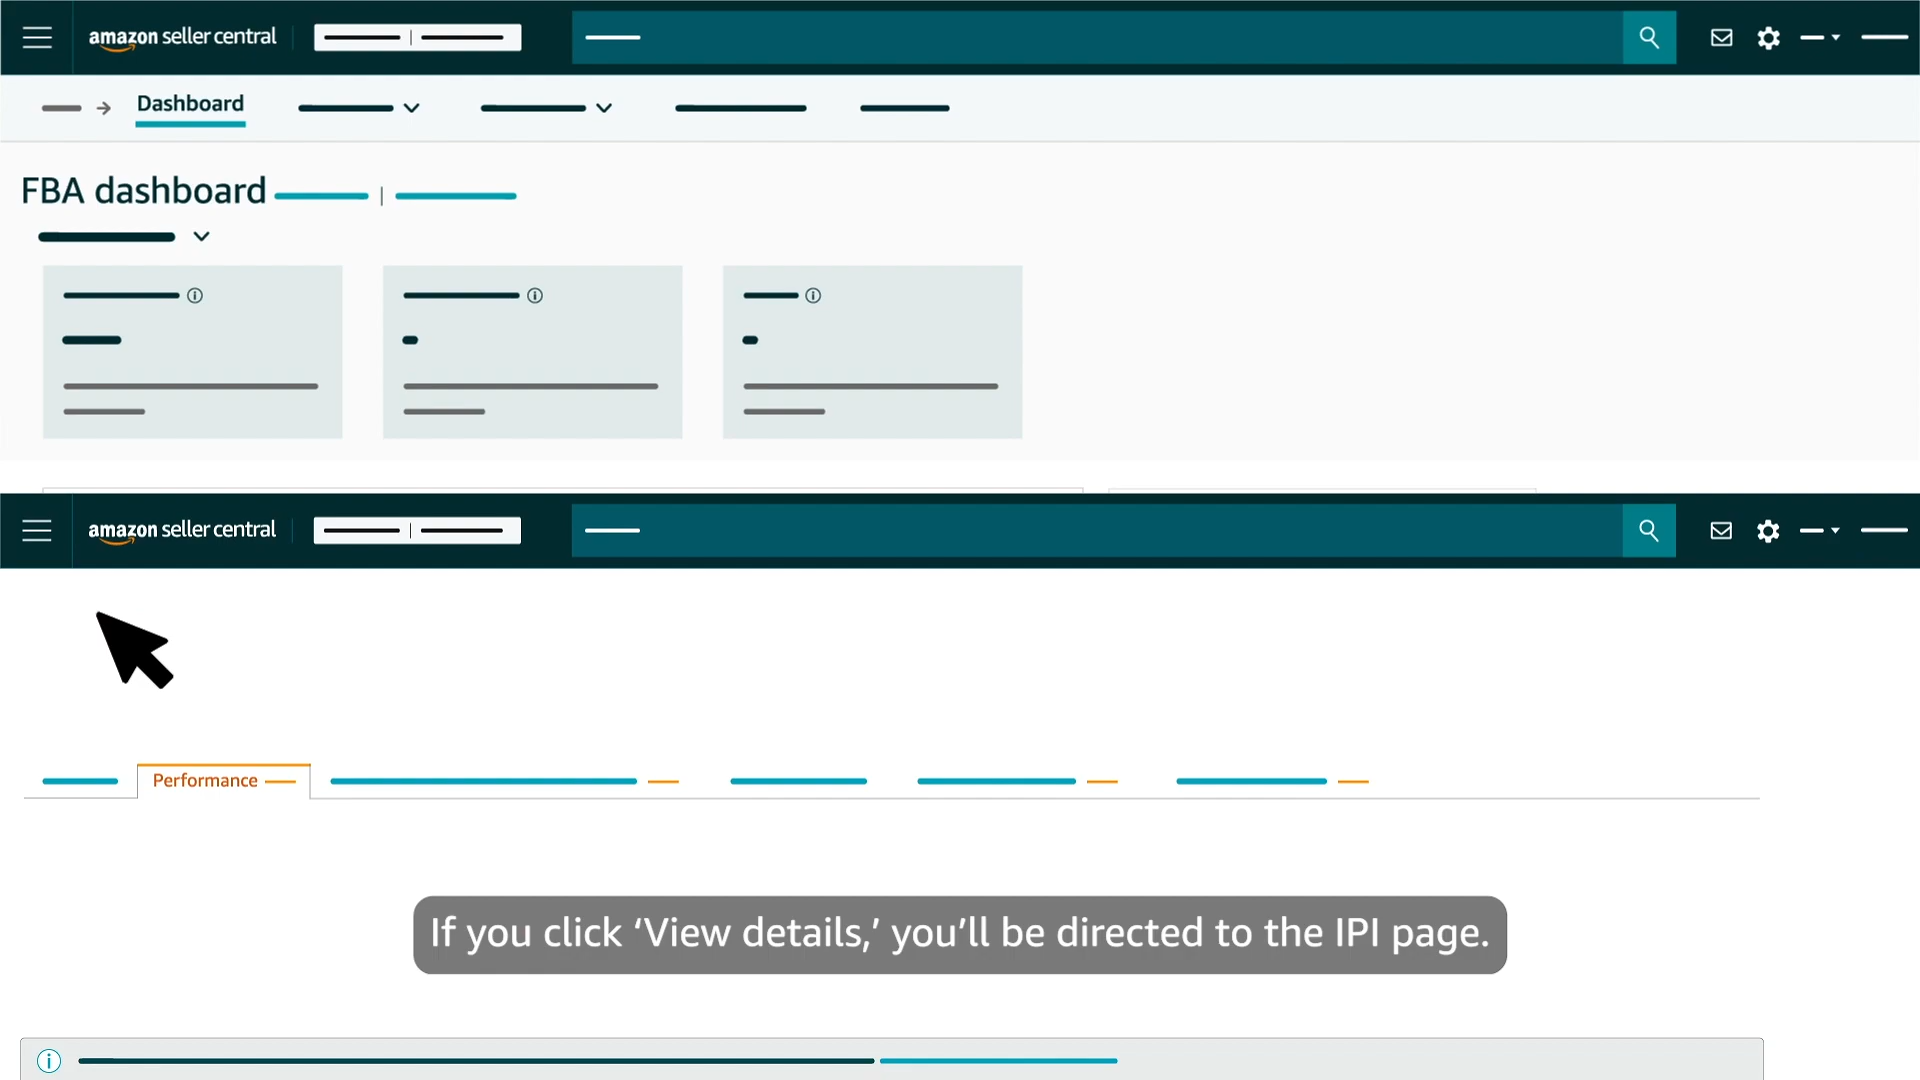 amazon seller central
Dashboard
FBA dashboard
amazon seller central
Performance
If you click ‘View details,’ you’ll be directed to the IPI page.